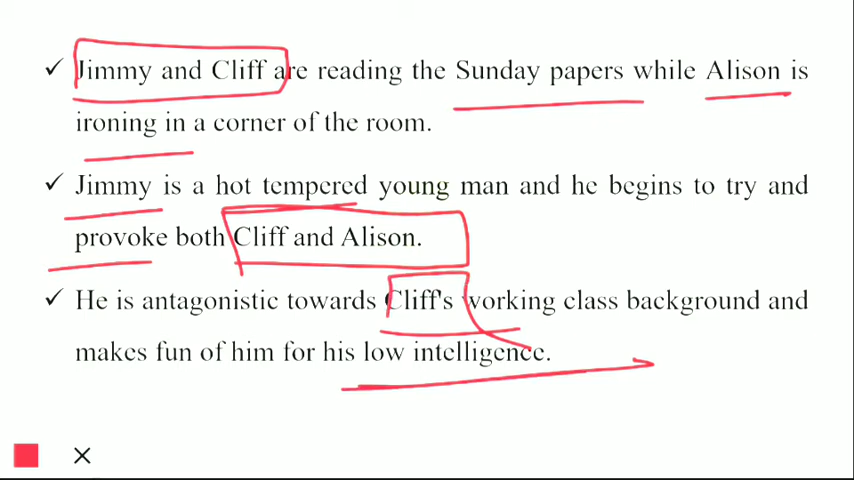 ✓ Jimmy and Cliff are reading the Sunday papers while Alison is
ironing in a corner of the room.
✓ Jimmy is a hot tempered young man and he begins to try and
provoke both Cliff and Alison.
✓ He is antagonistic towards Cliff's working class background and
makes fun of him for his low intelligence.